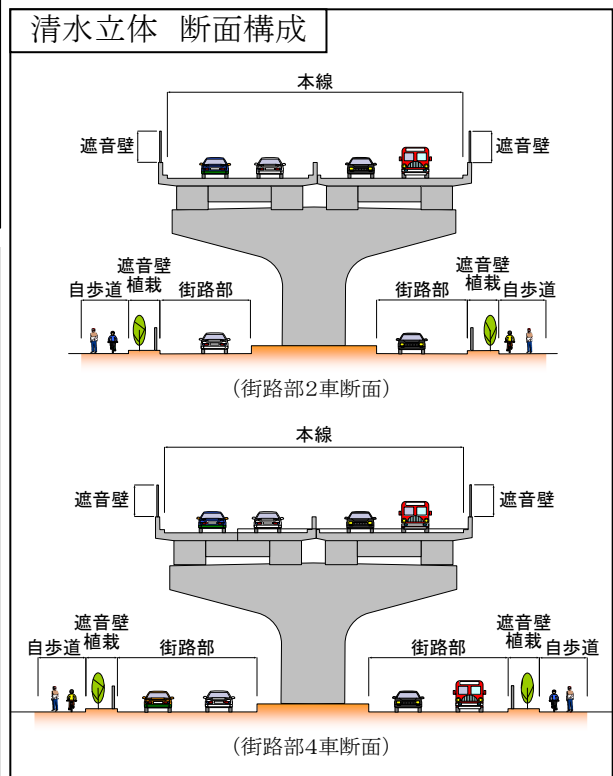 清水立体 断面構成
本線
遮音壁
遮音壁
遮音壁
植栽
自歩道
街路部
街路部
遮音壁
植栽
自歩道
(街路部2車断面)
本線
遮音壁
遮音壁
遮音壁
植栽
自歩道
街路部
街路部
遮音壁
植栽
自歩道
(街路部4車断面)